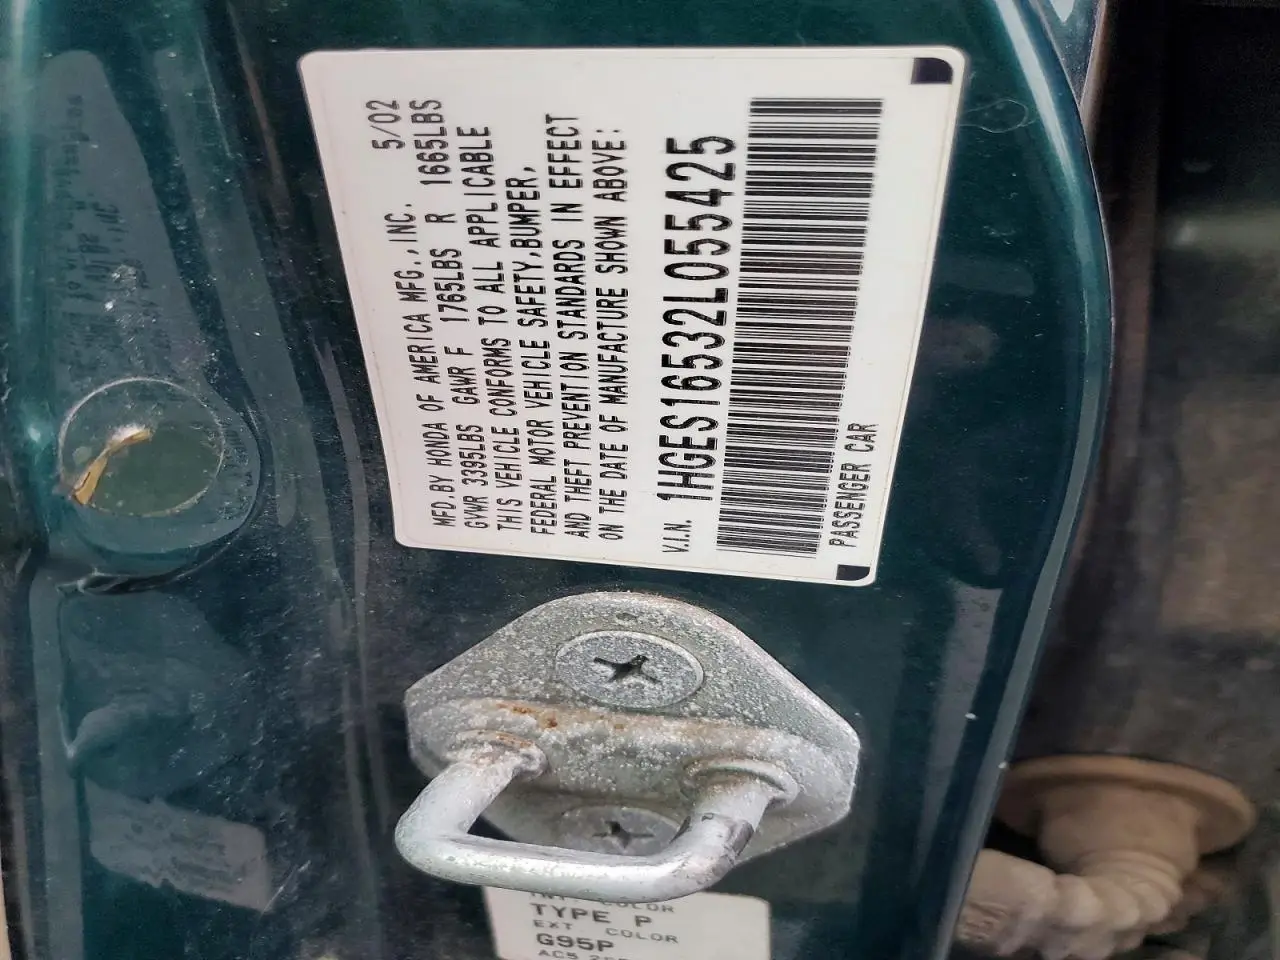 MFD.BY HONDA OF AMERICA MFG.,INC. 5/02
GVWR 3395LBS GAWR F 1765LBS R 1665LBS
THIS VEHICLE CONFORMS TO ALL APPLICABLE
FEDERAL MOTOR VEHICLE SAFETY,BUMPER,
AND THEFT PREVENTION STANDARDS IN EFFECT
ON THE DATE OF MANUFACTURE SHOWN ABOVE:
V.I.N. 1HGES16532L055425
PASSENGER CAR
COLOR
TYPE P
EXT COLOR
G95P